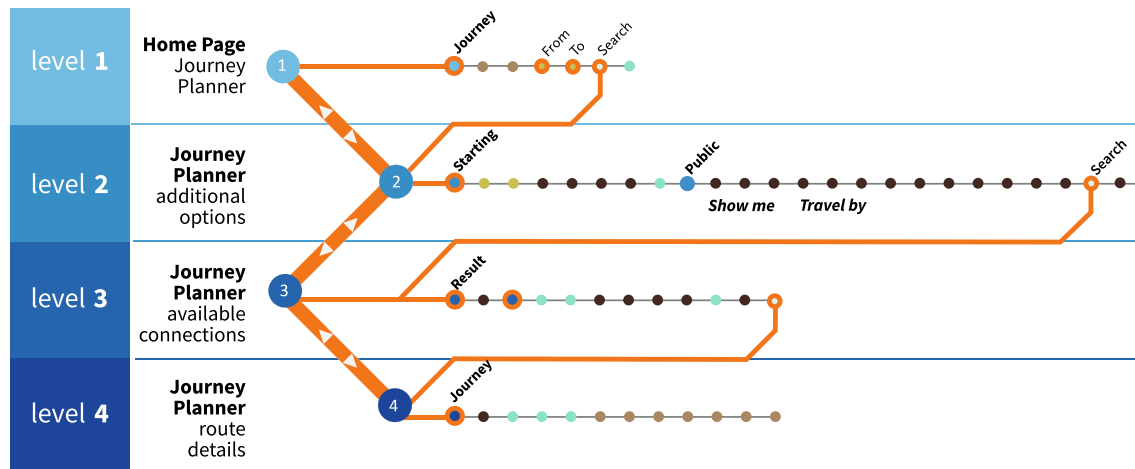 level 1
Home Page
Journey
Planner
1
Journey
From
To
Search
level 2
Journey
Planner
additional
options
2
Starting
Public
Search
Show me
Travel by
level 3
Journey
Planner
available
connections
3
Result
level 4
Journey
Planner
route
details
4
Journey